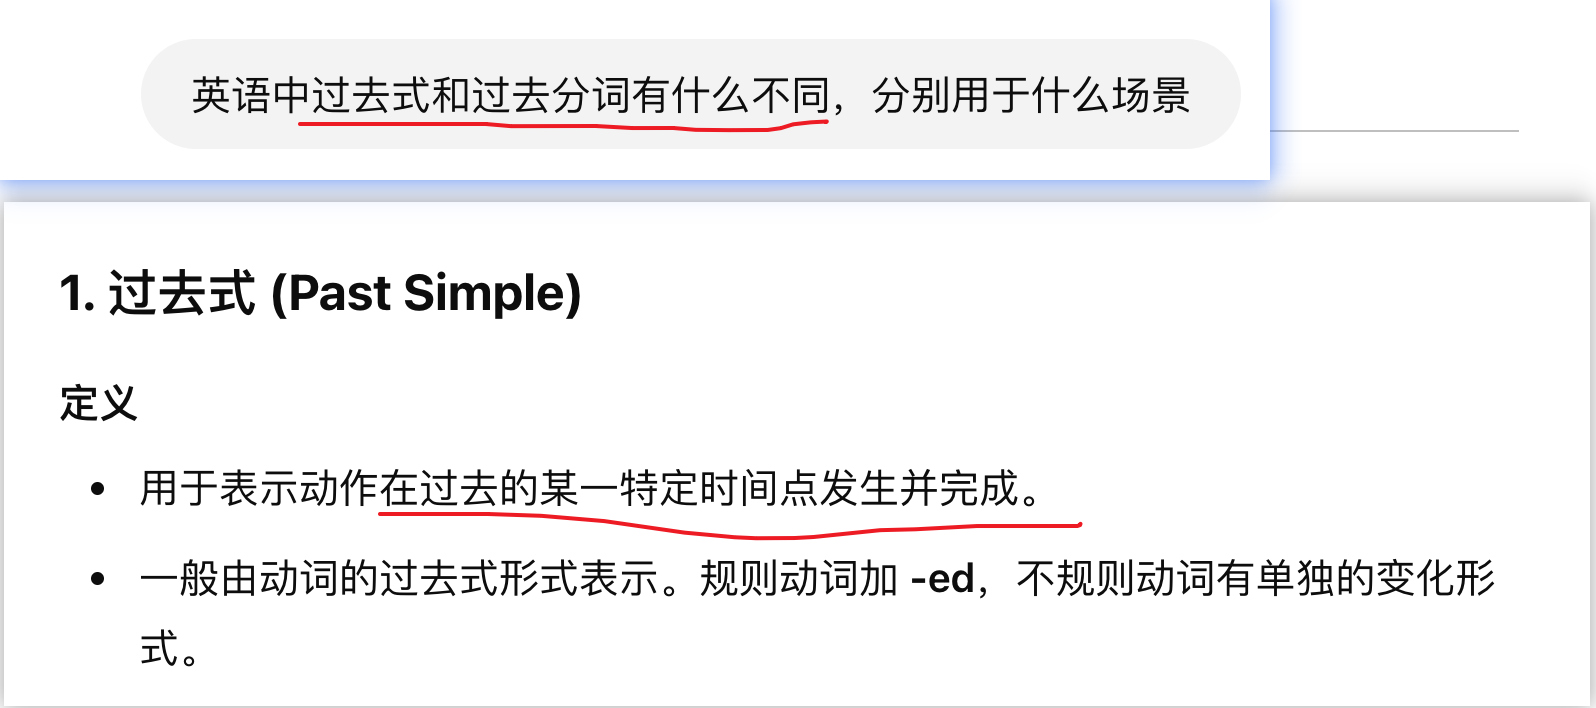 英语中过去式和过去分词有什么不同，分别用于什么场景
1. 过去式 (Past Simple)
定义
• 用于表示动作在过去的某一特定时间点发生并完成。
• 一般由动词的过去式形式表示。规则动词加 -ed，不规则动词有单独的变化形
式。